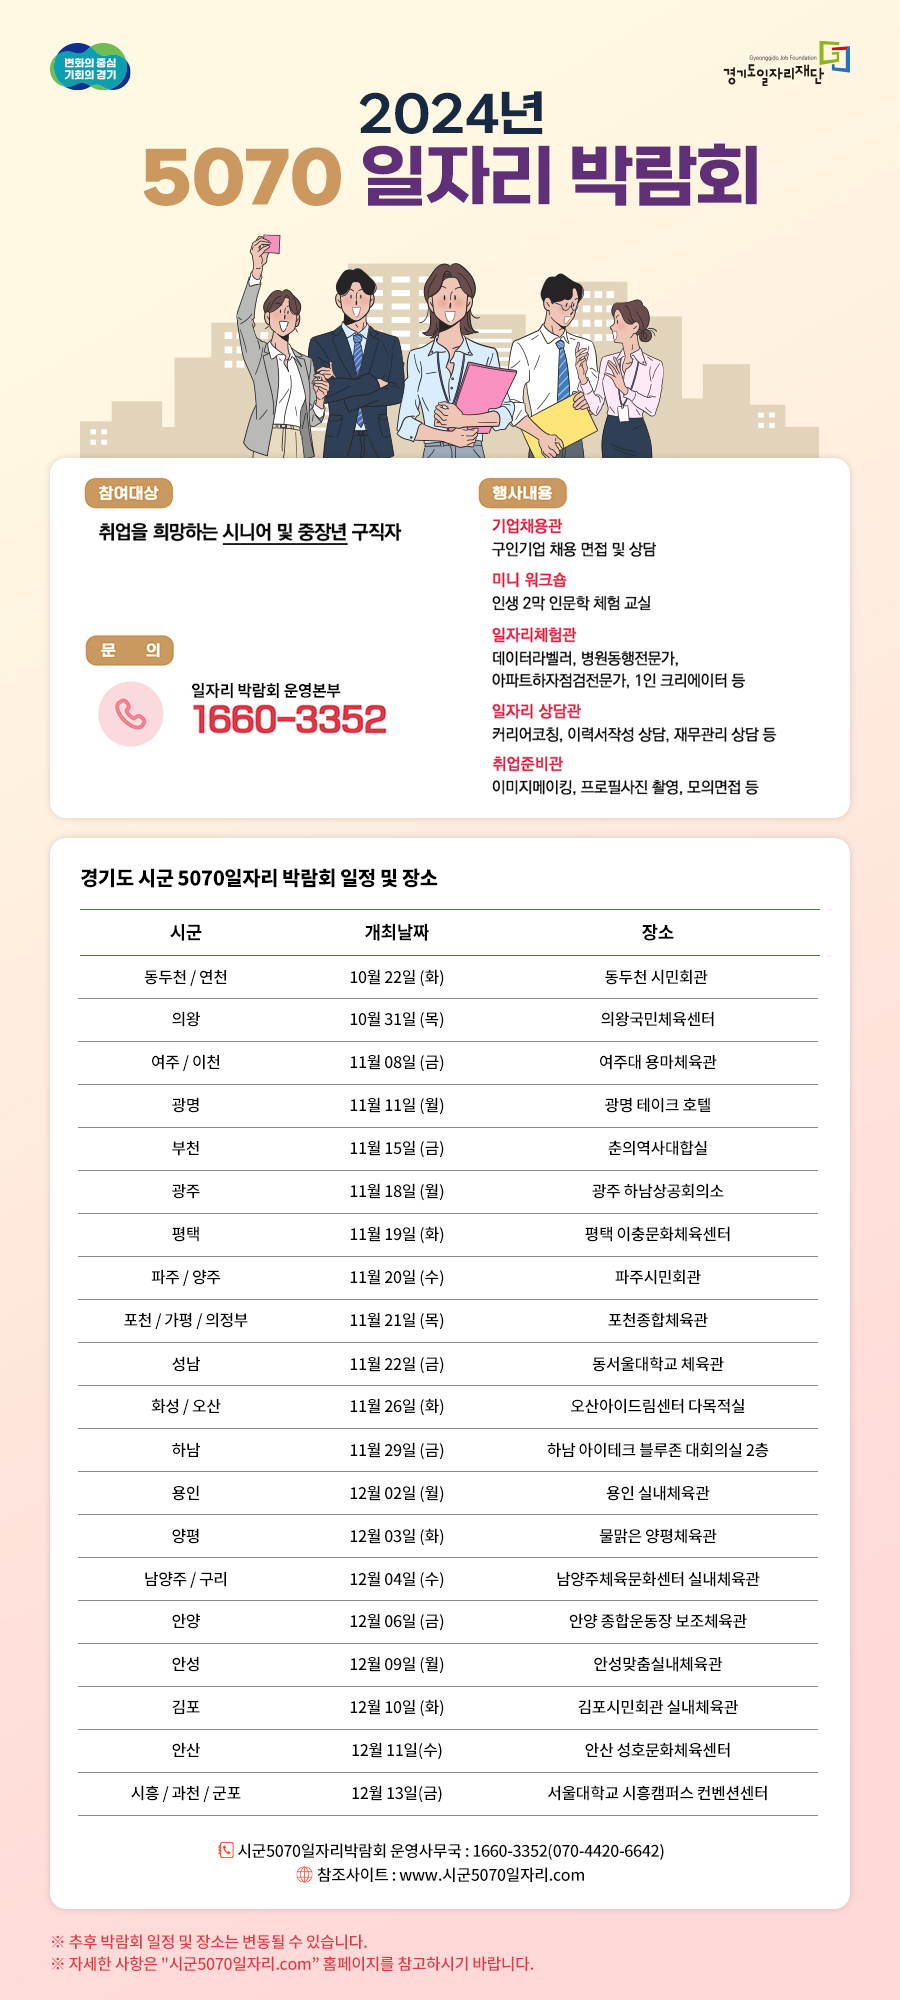 변화의 중심
기회의 경기
Gyeonggido Job Foundation
경기도일자리재단
2024년
5070 일자리 박람회
참여대상
취업을 희망하는 시니어 및 중장년 구직자
문 의
일자리 박람회 운영본부
1660-3352
행사내용
기업채용관
구인기업 채용 면접 및 상담
미니 워크숍
인생 2막 인문학 체험 교실
일자리체험관
데이터라벨러, 병원동행전문가,
아파트하자점검전문가, 1인 크리에이터 등
일자리 상담관
커리어코칭, 이력서작성 상담, 재무관리 상담 등
취업준비관
이미지메이킹, 프로필사진 촬영, 모의면접 등
경기도 시군 5070일자리 박람회 일정 및 장소
시군 개최날짜 장소
동두천 / 연천 10월 22일 (화) 동두천 시민회관
의왕 10월 31일 (목) 의왕국민체육센터
여주 / 이천 11월 08일 (금) 여주대 용마체육관
광명 11월 11일 (월) 광명 테이크 호텔
부천 11월 15일 (금) 춘의역사대합실
광주 11월 18일 (월) 광주 하남상공회의소
평택 11월 19일 (화) 평택 이충문화체육센터
파주 / 양주 11월 20일 (수) 파주시민회관
포천 / 가평 / 의정부 11월 21일 (목) 포천종합체육관
성남 11월 22일 (금) 동서울대학교 체육관
화성 / 오산 11월 26일 (화) 오산아이드림센터 다목적실
하남 11월 29일 (금) 하남 아이테크 블루존 대회의실 2층
용인 12월 02일 (월) 용인 실내체육관
양평 12월 03일 (화) 물맑은 양평체육관
남양주 / 구리 12월 04일 (수) 남양주체육문화센터 실내체육관
안양 12월 06일 (금) 안양 종합운동장 보조체육관
안성 12월 09일 (월) 안성맞춤실내체육관
김포 12월 10일 (화) 김포시민회관 실내체육관
안산 12월 11일(수) 안산 성호문화체육센터
시흥 / 과천 / 군포 12월 13일(금) 서울대학교 시흥캠퍼스 컨벤션센터
시군5070일자리박람회 운영사무국 : 1660-3352(070-4420-6642)
참조사이트 : www.시군5070일자리.com
※ 추후 박람회 일정 및 장소는 변동될 수 있습니다.
※ 자세한 사항은 "시군5070일자리.com” 홈페이지를 참고하시기 바랍니다.